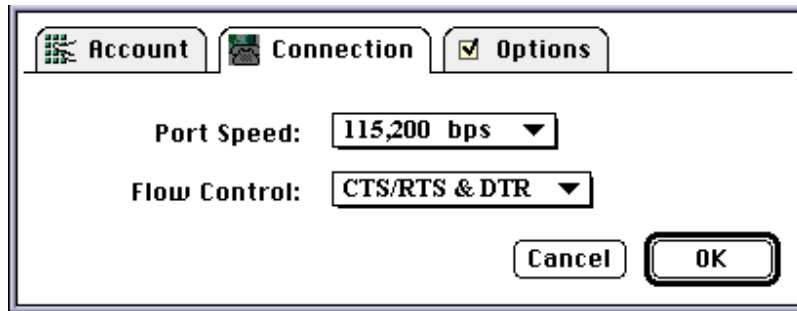 Account Connection Options
Port Speed: 115,200 bps
Flow Control: CTS/RTS & DTR
Cancel OK